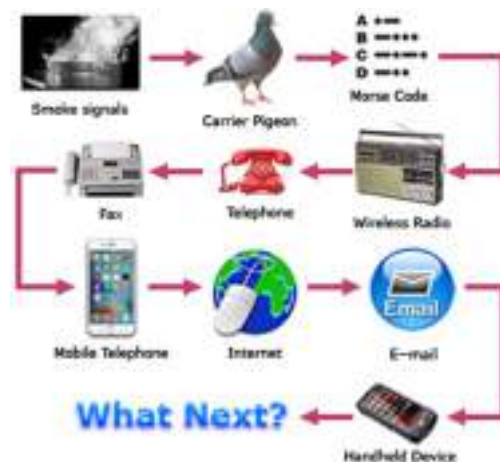 A •––
B –••••
C –••–•
D –•••
Smoke signals
Carrier Pigeon
Morse Code
Fax
Telephone
Wireless Radio
Mobile Telephone
Internet
Email
E-mail
What Next?
Handheld Device